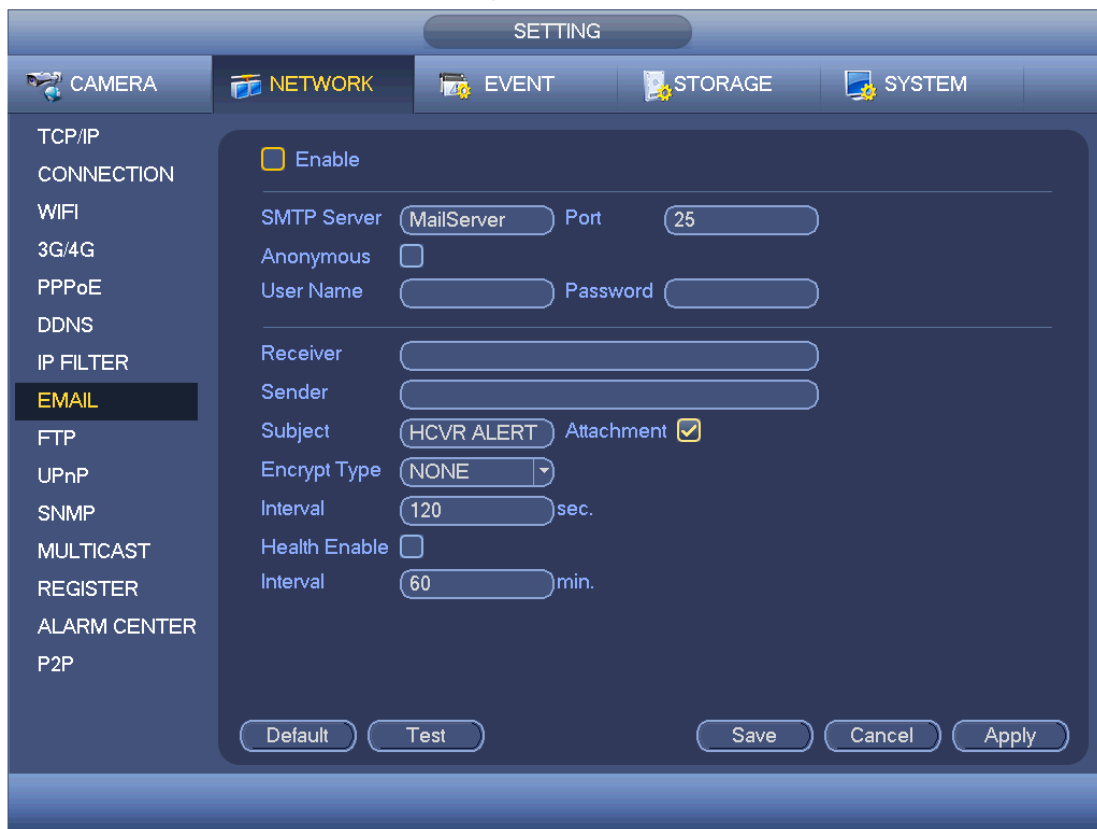 SETTING
CAMERA NETWORK EVENT STORAGE SYSTEM
TCP/IP
CONNECTION
WIFI
3G/4G
PPPoE
DDNS
IP FILTER
EMAIL
FTP
UPnP
SNMP
MULTICAST
REGISTER
ALARM CENTER
P2P
Enable
SMTP Server MailServer Port 25
Anonymous
User Name Password
Receiver
Sender
Subject HCVR ALERT Attachment
Encrypt Type NONE
Interval 120 sec.
Health Enable
Interval 60 min.
Default Test Save Cancel Apply